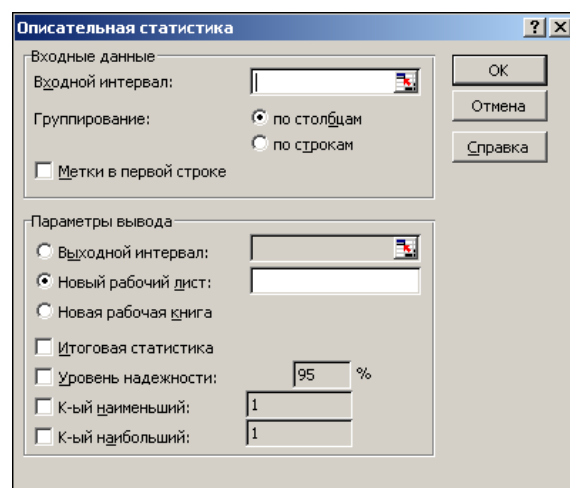 Описательная статистика
Входные данные
Входной интервал:
Группирование:
по столбцам
по строкам
Метки в первой строке
ОК
Отмена
Справка
Параметры вывода
Выходной интервал:
Новый рабочий лист:
Новая рабочая книга
Итоговая статистика
Уровень надежности: 95 %
К-ый наименьший: 1
К-ый наибольший: 1